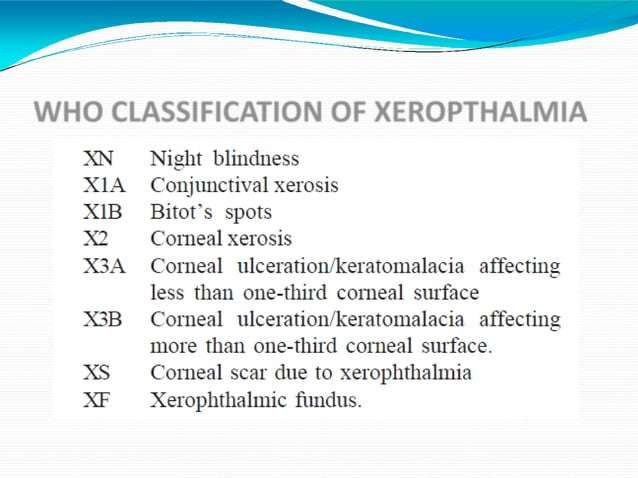 WHO CLASSIFICATION OF XEROPTHALMIA
XN Night blindness
X1A Conjunctival xerosis
X1B Bitot's spots
X2 Corneal xerosis
X3A Corneal ulceration/keratomalacia affecting
less than one-third corneal surface
X3B Corneal ulceration/keratomalacia affecting
more than one-third corneal surface.
XS Corneal scar due to xerophthalmia
XF Xerophthalmic fundus.